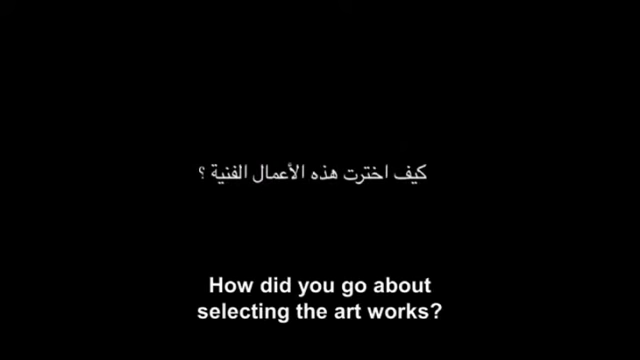 كيف اخترت هذه الأعمال الفنية ؟
How did you go about
selecting the art works?